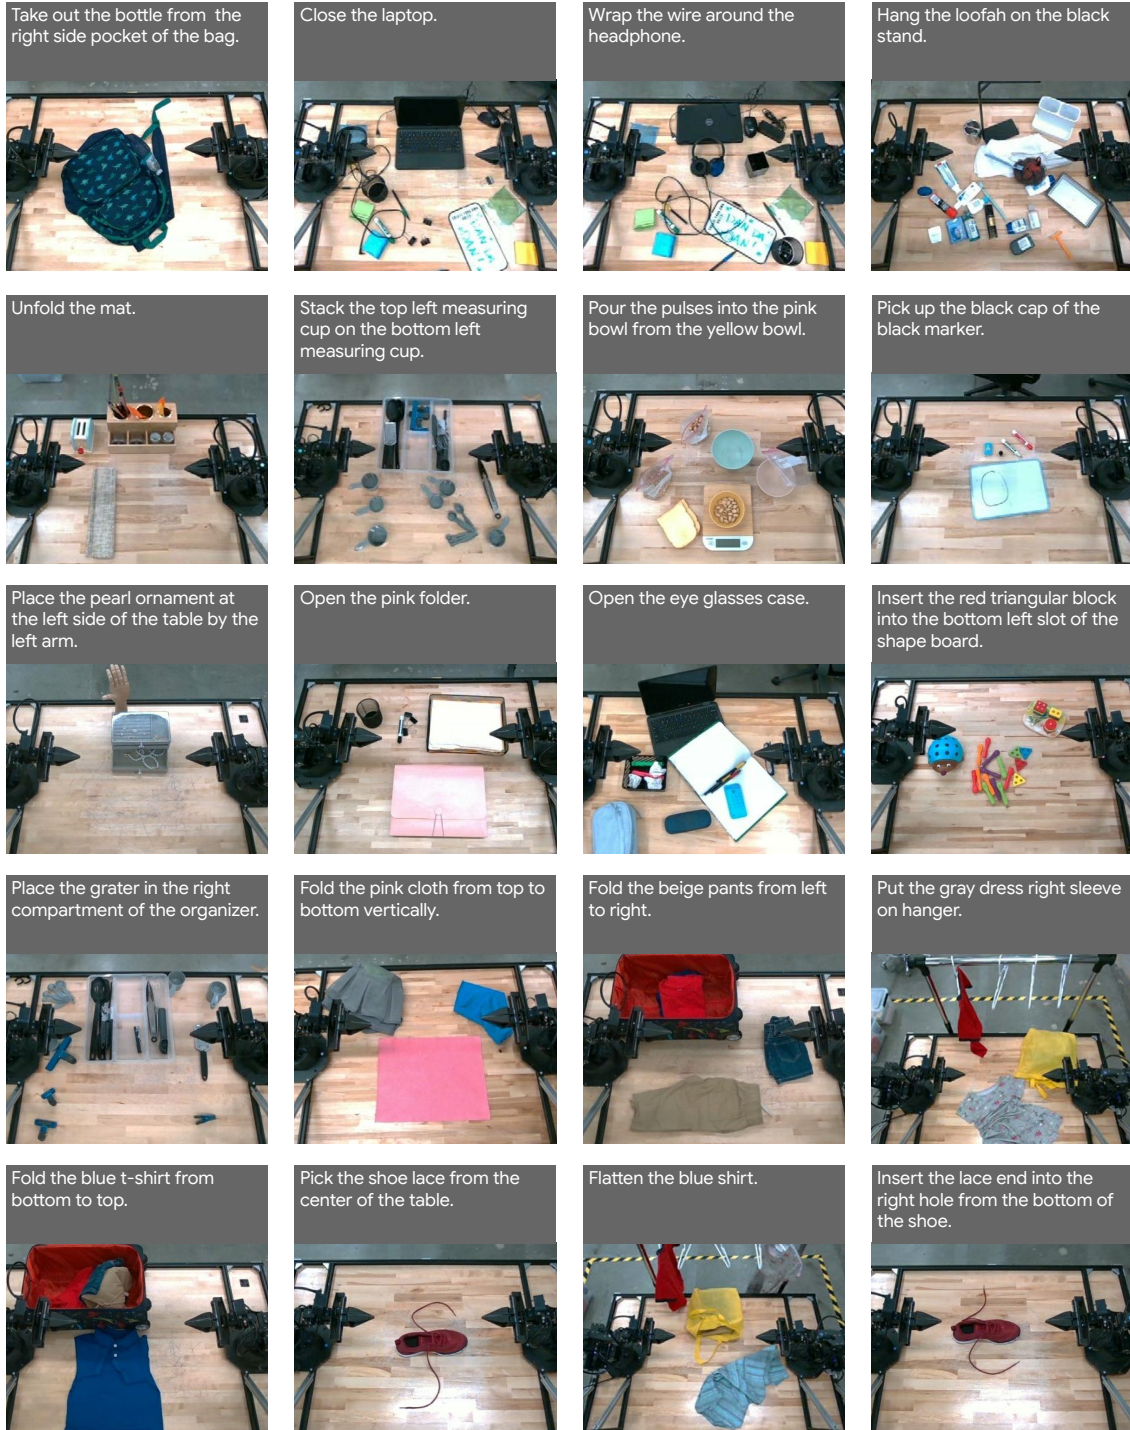 Take out the bottle from the
right side pocket of the bag.
Close the laptop.
Wrap the wire around the
headphone.
Hang the loofah on the black
stand.
Unfold the mat.
Stack the top left measuring
cup on the bottom left
measuring cup.
Pour the pulses into the pink
bowl from the yellow bowl.
Pick up the black cap of the
black marker.
Place the pearl ornament at
the left side of the table by the
left arm.
Open the pink folder.
Open the eye glasses case.
Insert the red triangular block
into the bottom left slot of the
shape board.
Place the grater in the right
compartment of the organizer.
Fold the pink cloth from top to
bottom vertically.
Fold the beige pants from left
to right.
Put the gray dress right sleeve
on hanger.
Fold the blue t-shirt from
bottom to top.
Pick the shoe lace from the
center of the table.
Flatten the blue shirt.
Insert the lace end into the
right hole from the bottom of
the shoe.